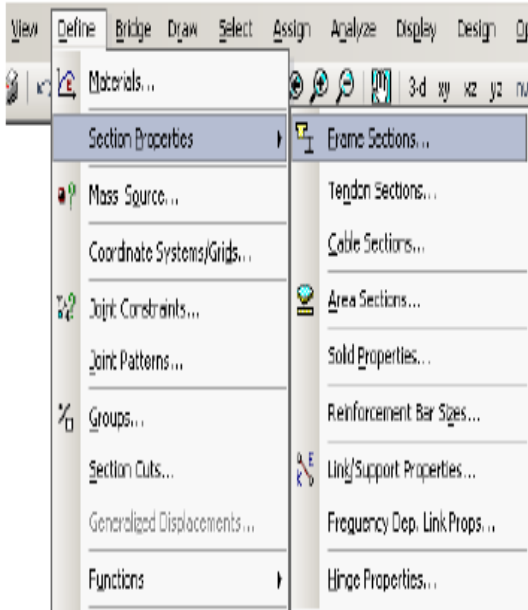 View Define Bridge Draw Select Assign Analyze Display Design
3-d xy xz yz
Materials...
Section Properties
Mass Source...
Coordinate Systems/Grids...
Joint Constraints...
Joint Patterns...
Groups...
Section Cuts...
Generalized Displacements...
Functions
Frame Sections...
Tendon Sections...
Cable Sections...
Area Sections...
Solid Properties...
Reinforcement Bar Sizes...
Link/Support Properties...
Frequency Dep. Link Props...
Hinge Properties...